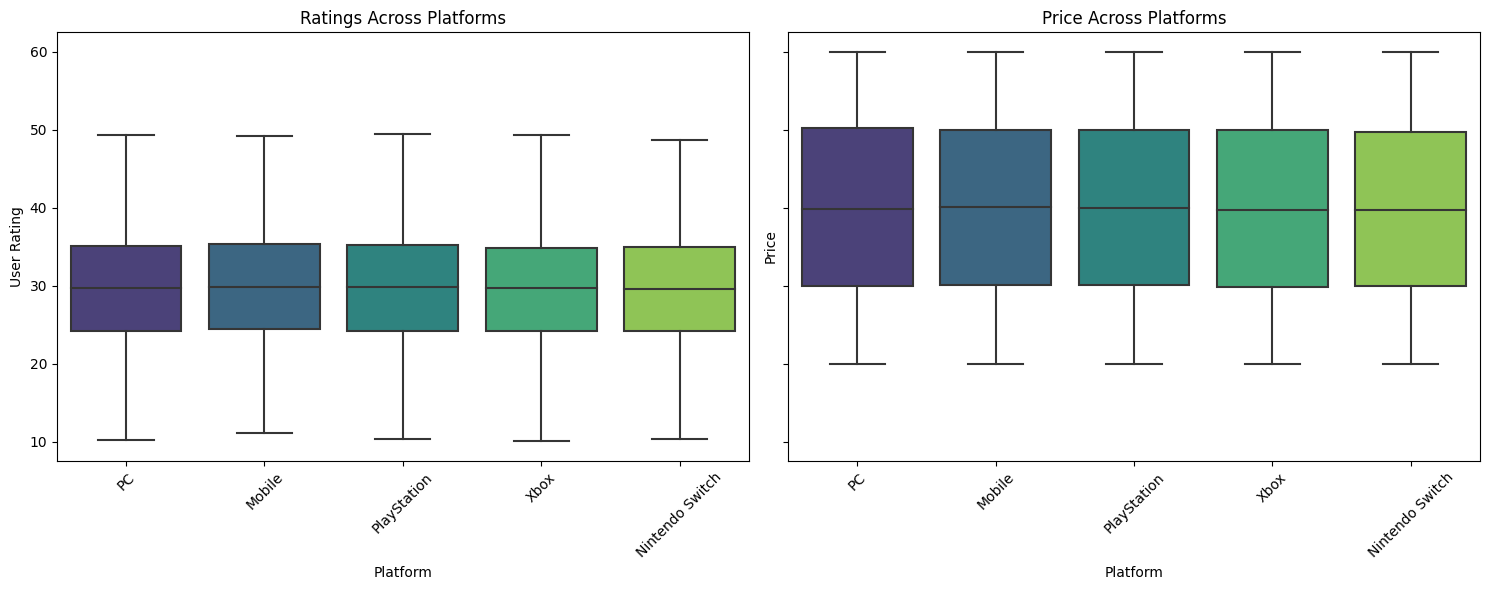 Ratings Across Platforms
User Rating
60
50
40
30
20
10
PC
Mobile
PlayStation
Xbox
Nintendo Switch
Platform
Price Across Platforms
Price
PC
Mobile
PlayStation
Xbox
Nintendo Switch
Platform